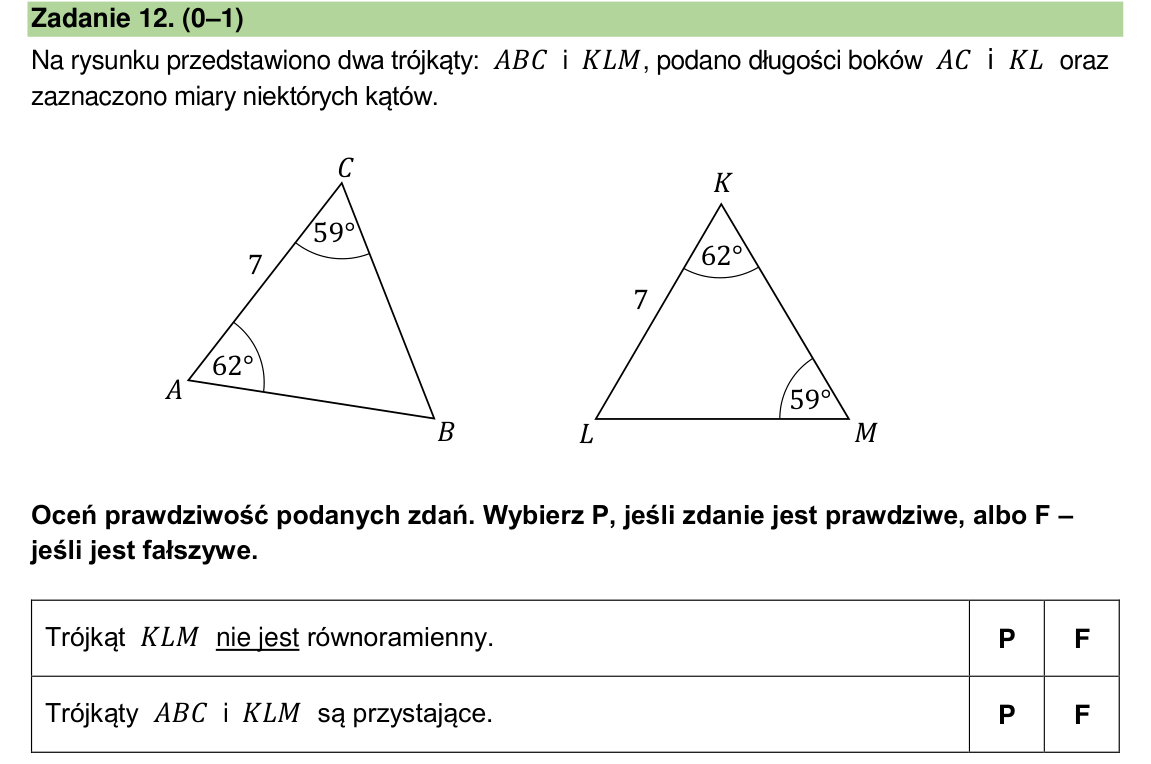 Zadanie 12. (0–1)
Na rysunku przedstawiono dwa trójkąty: ABC i KLM, podano długości boków AC i KL oraz
zaznaczono miary niektórych kątów.
C
59°
7
62°
A
B
K
62°
7
59°
L
M
Oceń prawdziwość podanych zdań. Wybierz P, jeśli zdanie jest prawdziwe, albo F –
jeśli jest fałszywe.
Trójkąt KLM nie jest równoramienny. P F
Trójkąty ABC i KLM są przystające. P F